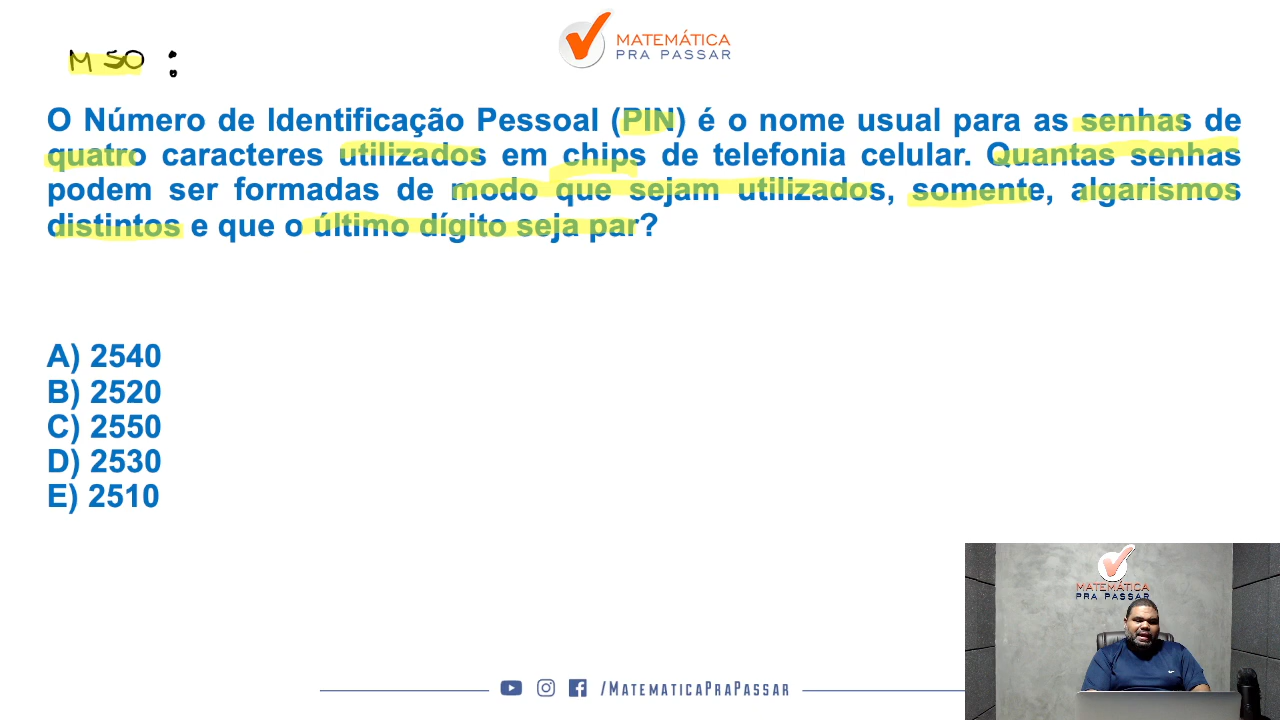 MATEMÁTICA
PRA PASSAR
M50 :
O Número de Identificação Pessoal (PIN) é o nome usual para as senhas de
quatro caracteres utilizados em chips de telefonia celular. Quantas senhas
podem ser formadas de modo que sejam utilizados, somente, algarismos
distintos e que o último dígito seja par?
A) 2540
B) 2520
C) 2550
D) 2530
E) 2510
MATEMÁTICA
PRA PASSAR
/MATEMATICAPRAPASSAR